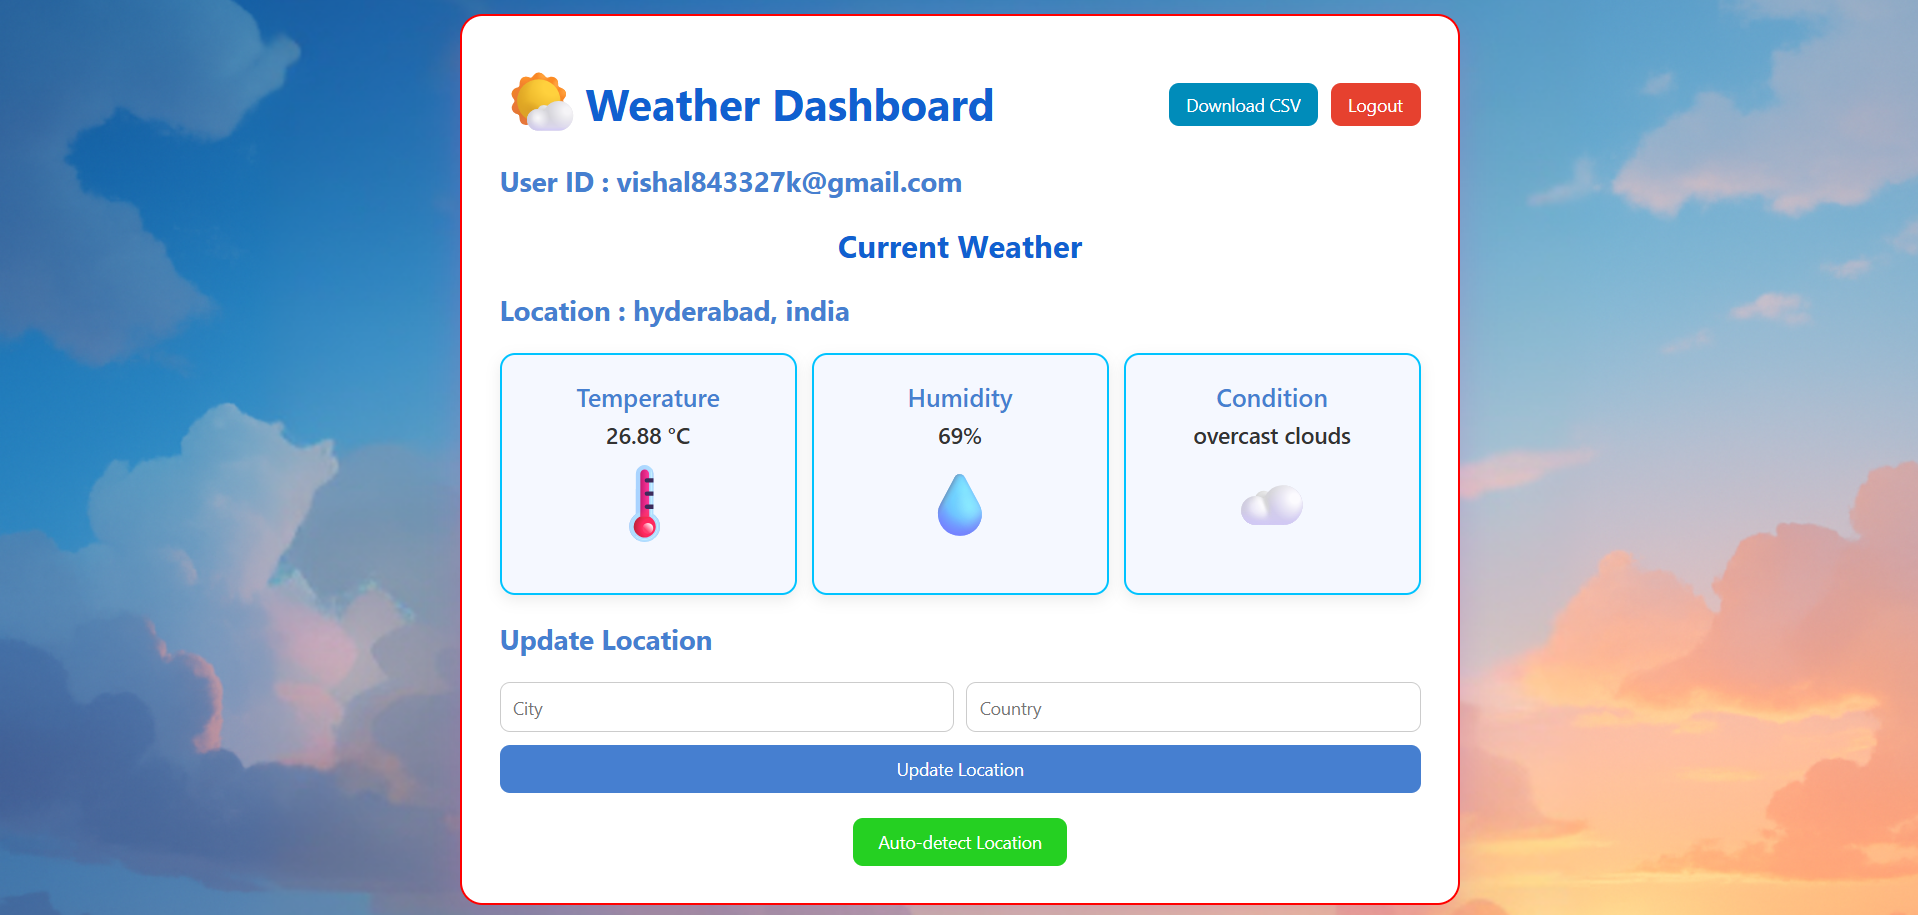 Weather Dashboard
Download CSV
Logout
User ID : vishal843327k@gmail.com
Current Weather
Location : hyderabad, india
Temperature
26.88 °C
Humidity
69%
Condition
overcast clouds
Update Location
City
Country
Update Location
Auto-detect Location